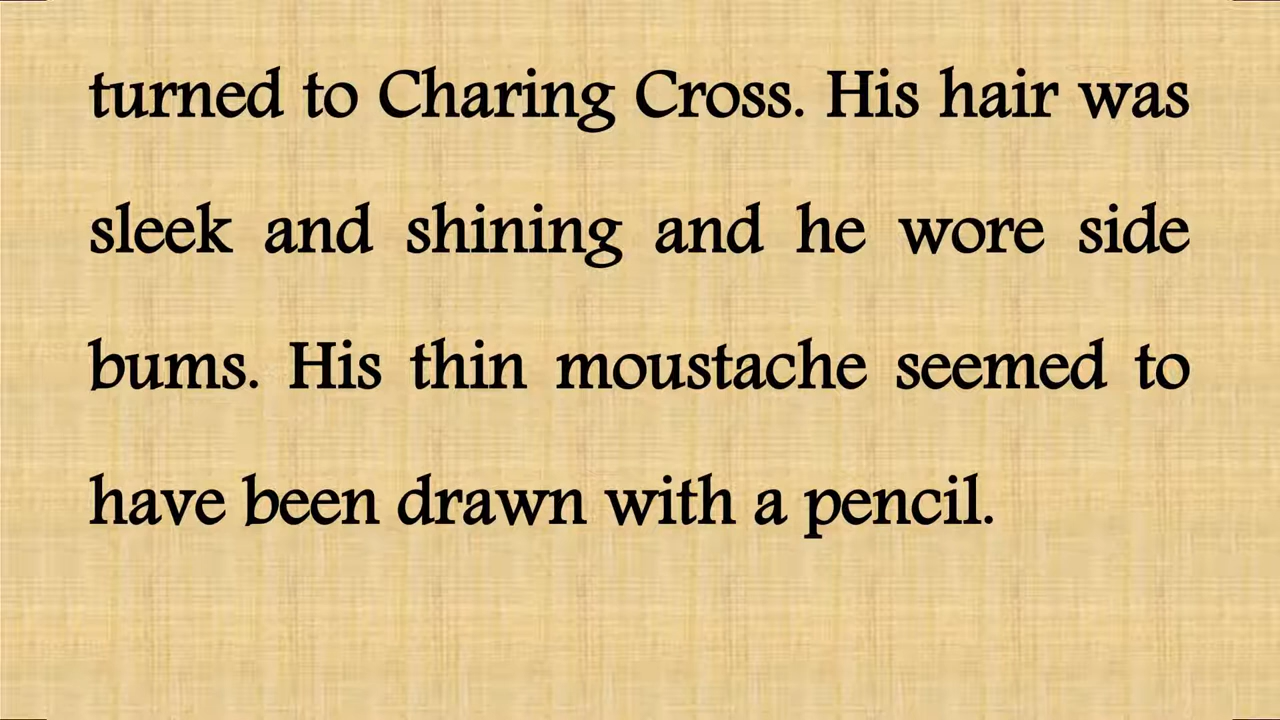 turned to Charing Cross. His hair was
sleek and shining and he wore side
bums. His thin moustache seemed to
have been drawn with a pencil.